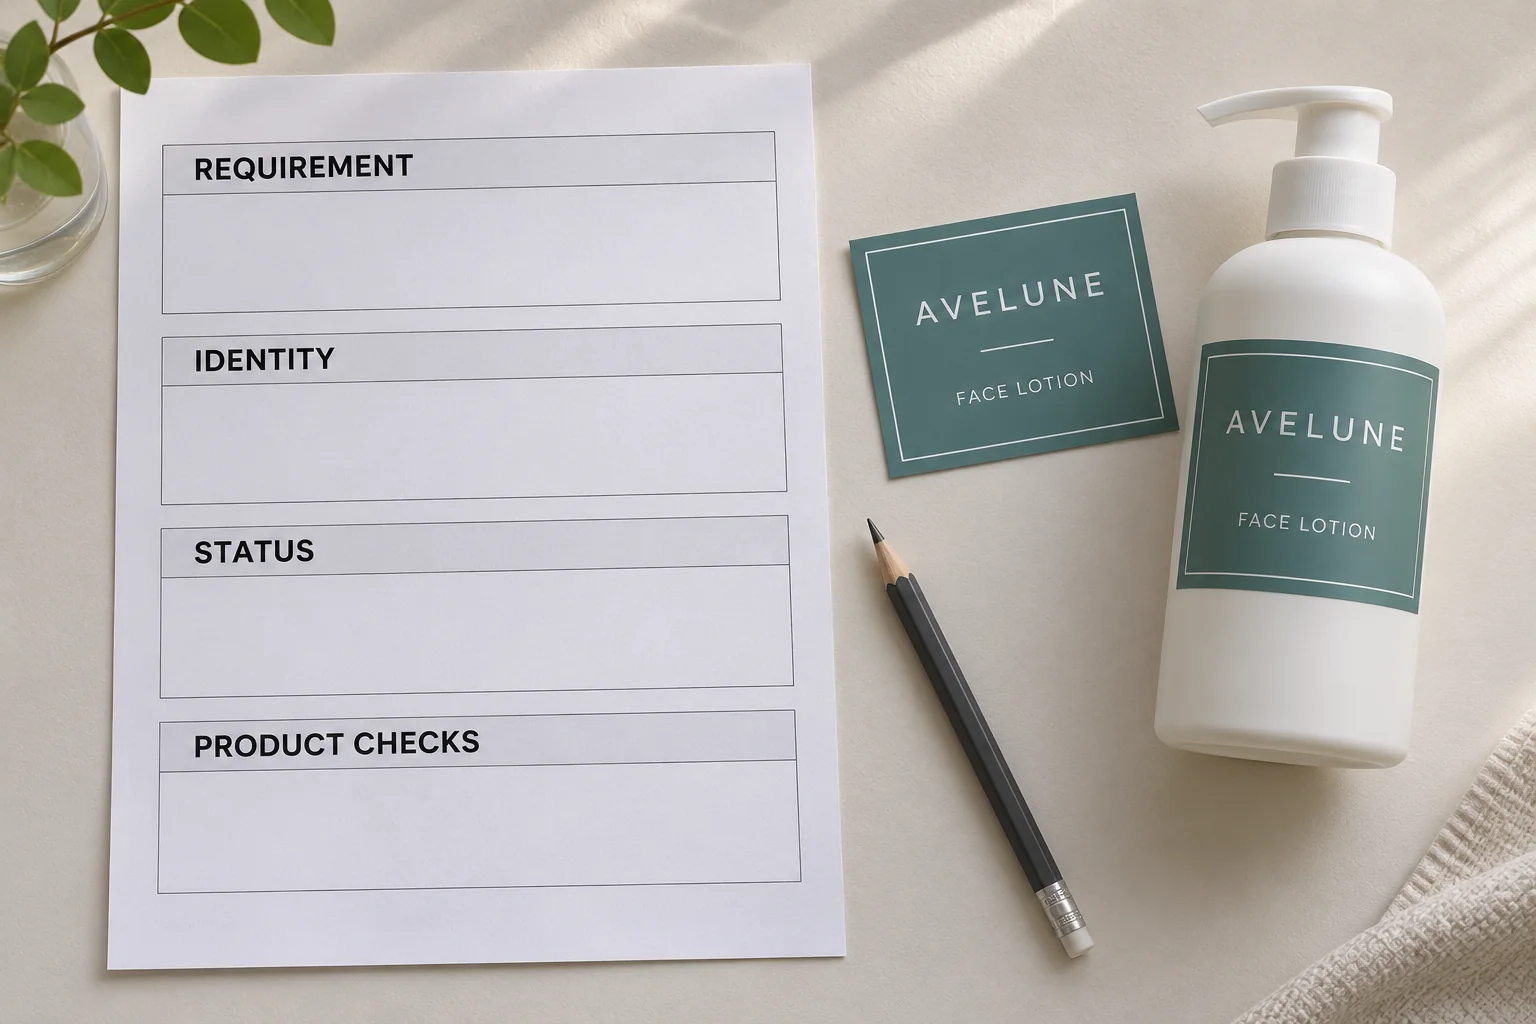 REQUIREMENT
IDENTITY
STATUS
PRODUCT CHECKS
AVELUNE
FACE LOTION
AVELUNE
FACE LOTION